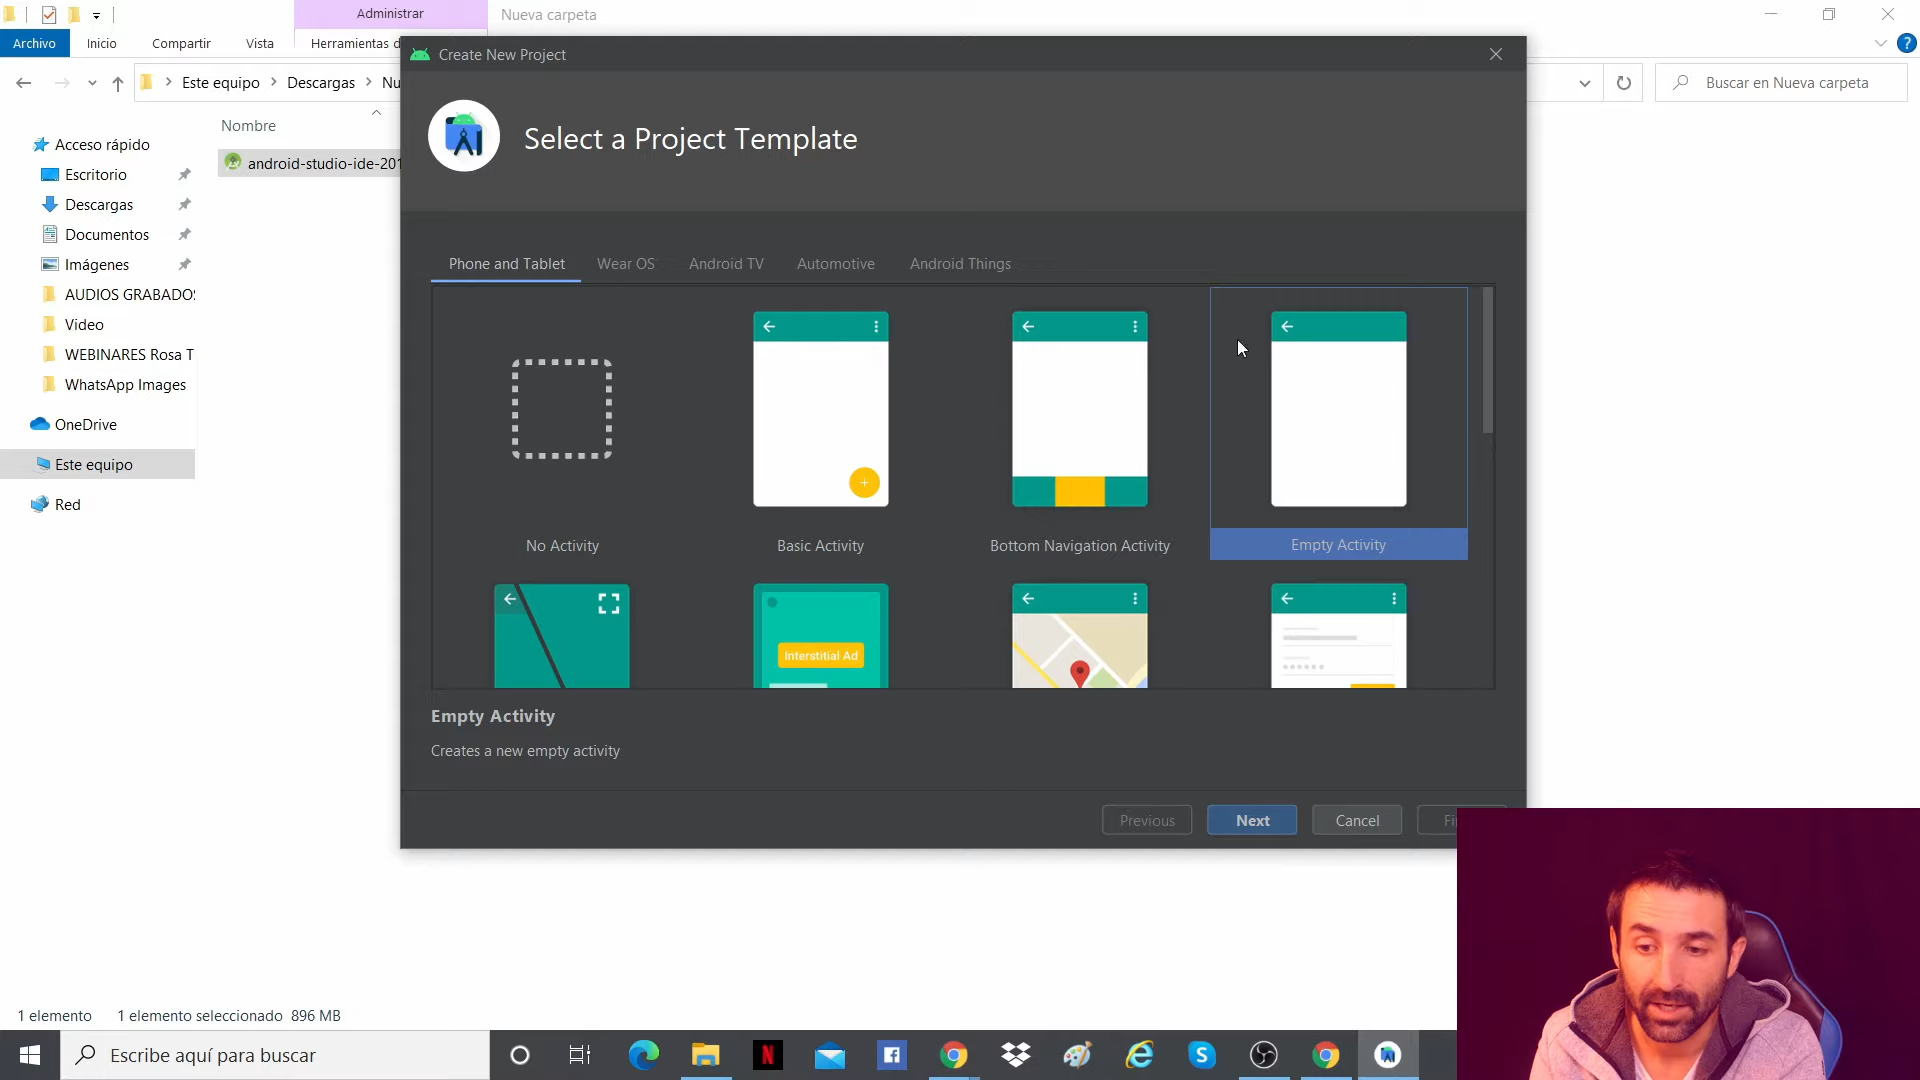 Administrar
Nueva carpeta
Archivo
Inicio
Compartir
Vista
Herramientas d
?
Create New Project
Este equipo
Descargas
Nu
Buscar en Nueva carpeta
Select a Project Template
Nombre
Acceso rápido
android-studio-ide-201
Escritorio
Descargas
Documentos
Imágenes
AUDIOS GRABADOS
Video
WEBINARES Rosa T
WhatsApp Images
OneDrive
Este equipo
Red
Phone and Tablet
Wear OS
Android TV
Automotive
Android Things
No Activity
Basic Activity
Bottom Navigation Activity
Empty Activity
Interstitial Ad
Empty Activity
Creates a new empty activity
Previous
Next
Cancel
Fi
1 elemento
1 elemento seleccionado 896 MB
Escribe aquí para buscar